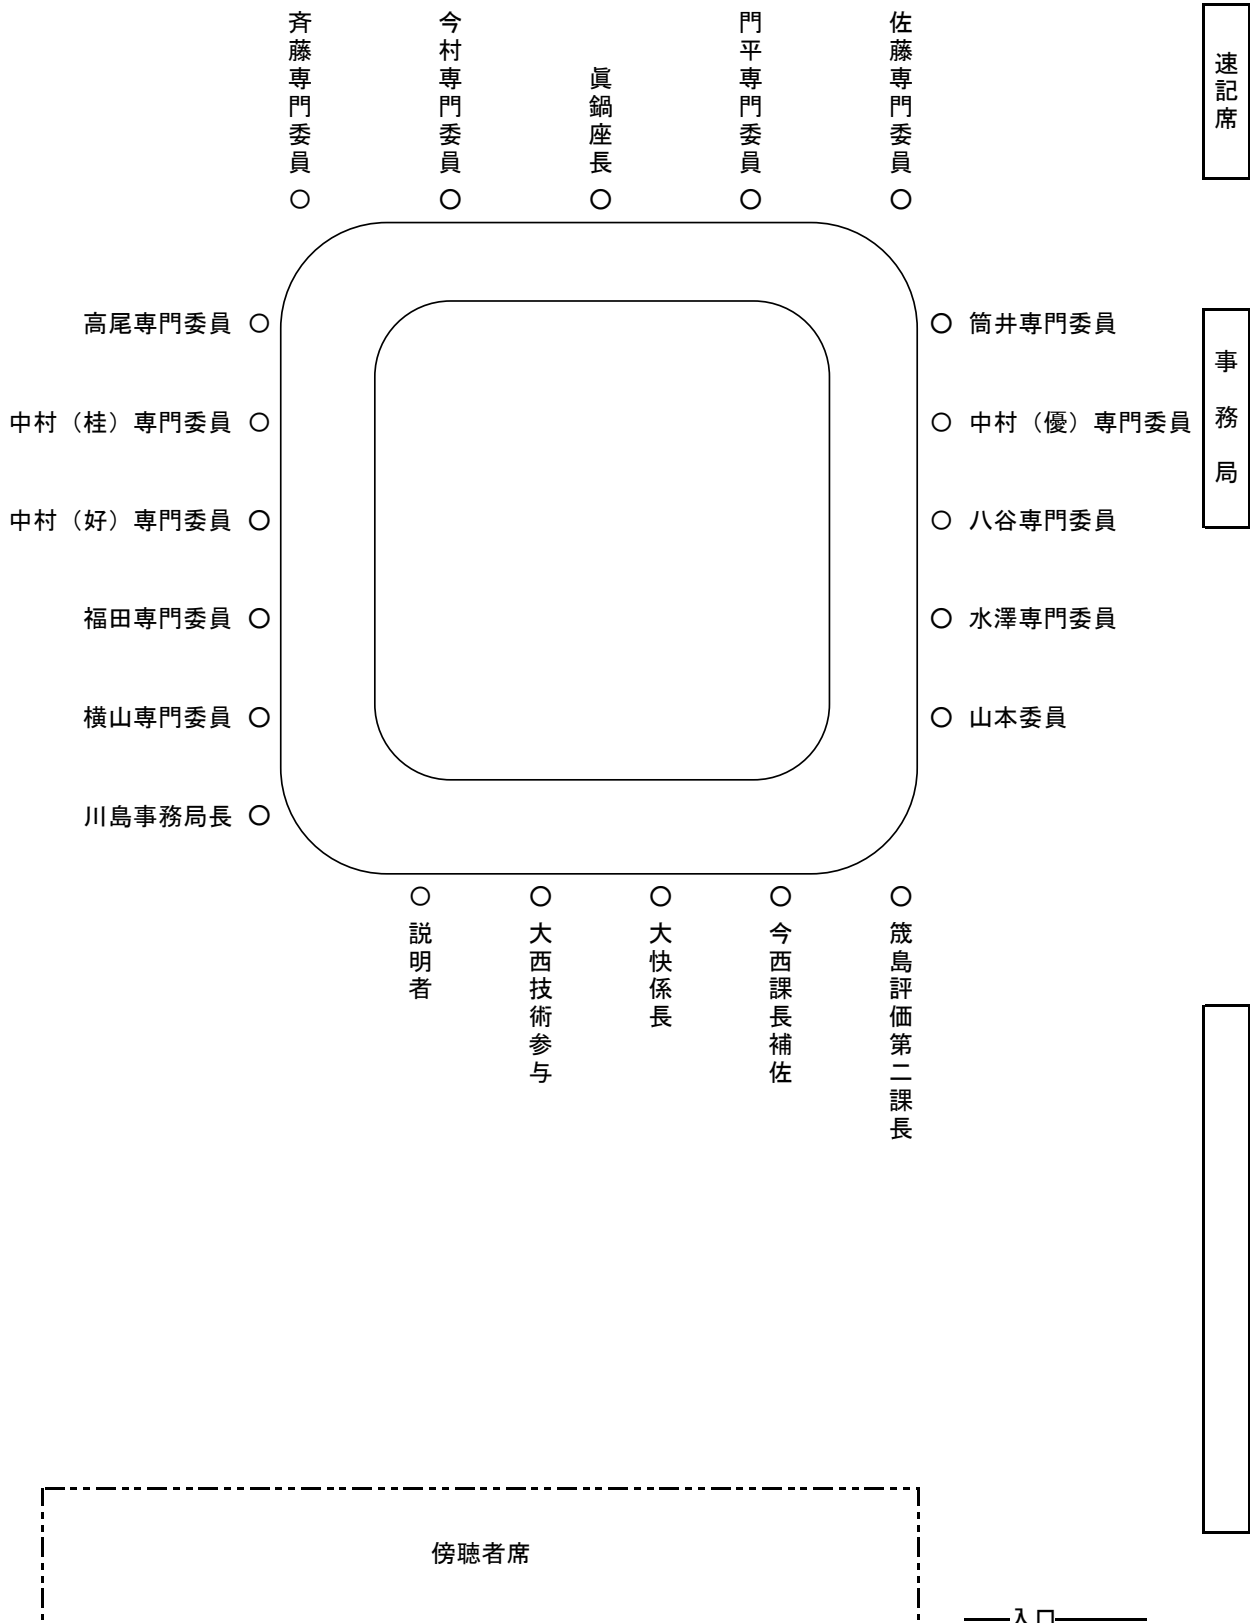 斉藤専門委員
今村専門委員
眞鍋座長
門平専門委員
佐藤専門委員
速記席
高尾専門委員
筒井専門委員
事務局
中村（桂）専門委員
中村（優）専門委員
中村（好）専門委員
八谷専門委員
福田専門委員
水澤専門委員
横山専門委員
山本委員
川島事務局長
説明者
大西技術参与
大快係長
今西課長補佐
筬島評価第二課長
傍聴者席
入口